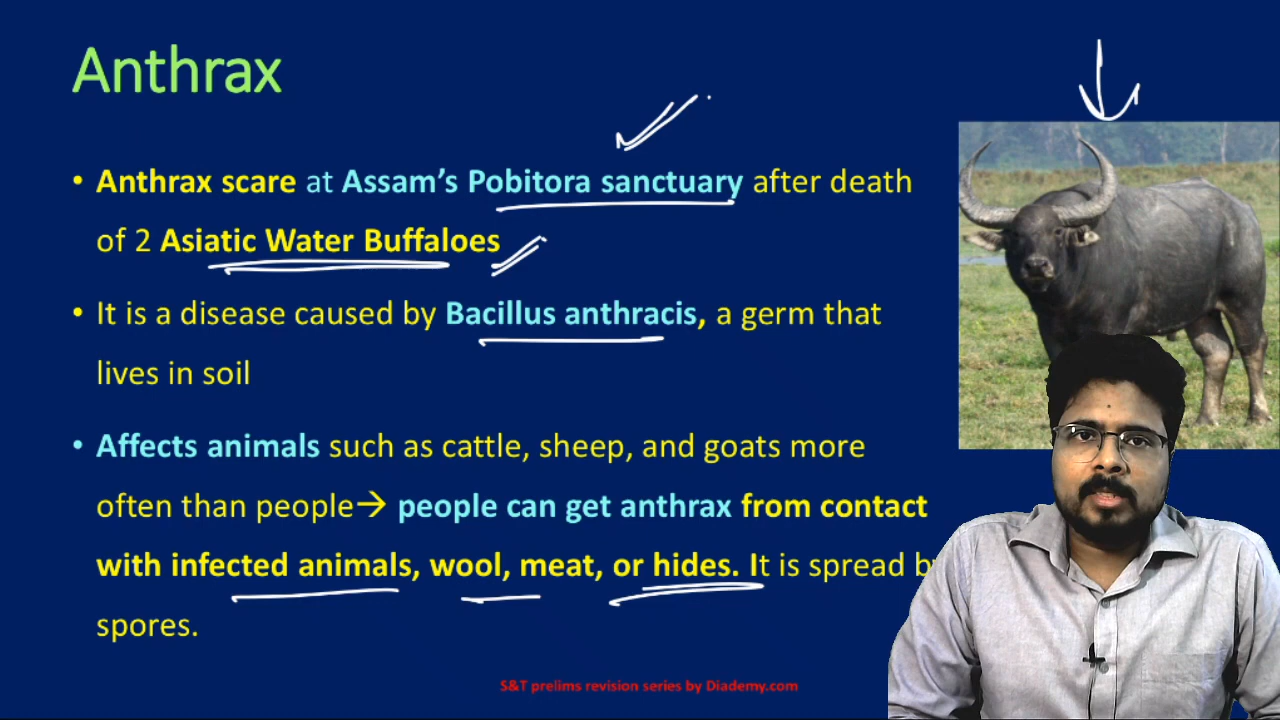 Anthrax
• Anthrax scare at Assam’s Pobitora sanctuary after death
of 2 Asiatic Water Buffaloes
• It is a disease caused by Bacillus anthracis, a germ that
lives in soil
• Affects animals such as cattle, sheep, and goats more
often than people→ people can get anthrax from contact
with infected animals, wool, meat, or hides. It is spread
spores.
S&T prelims revision series by Diademy.com